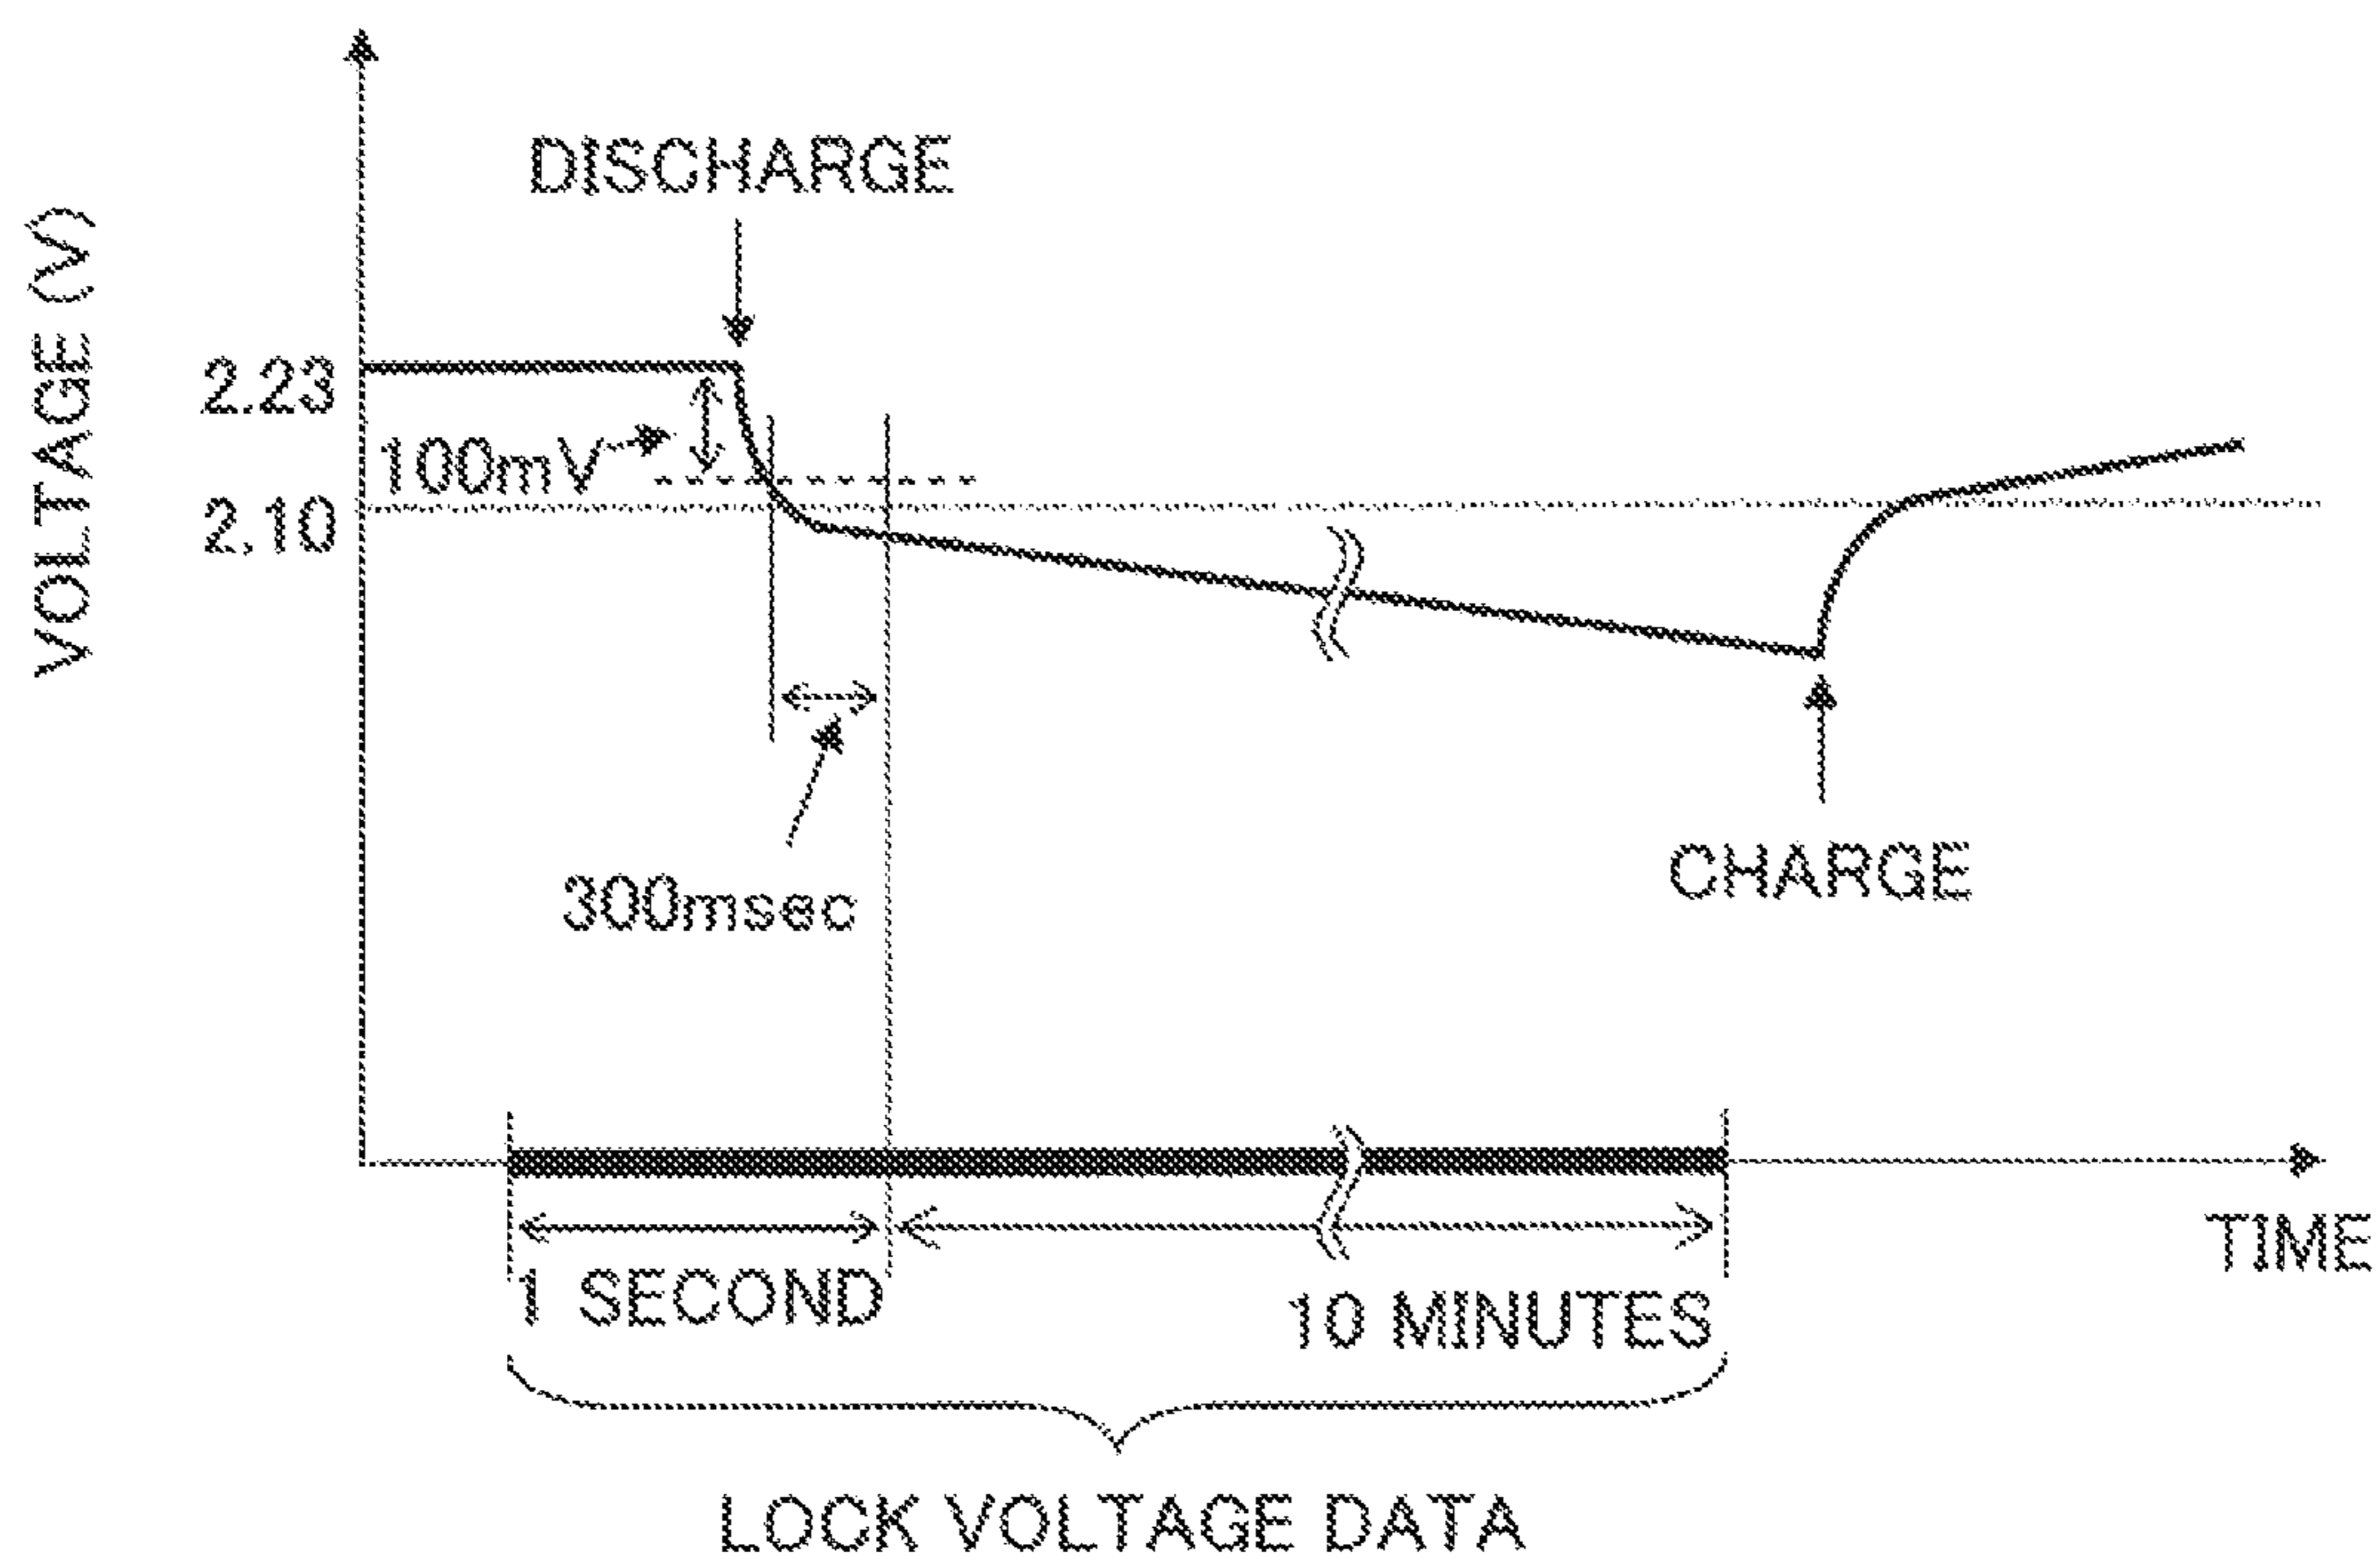 VOLTAGE (V)
DISCHARGE
2.23
100mV
2.10
300msec
CHARGE
TIME
1 SECOND
10 MINUTES
LOCK VOLTAGE DATA